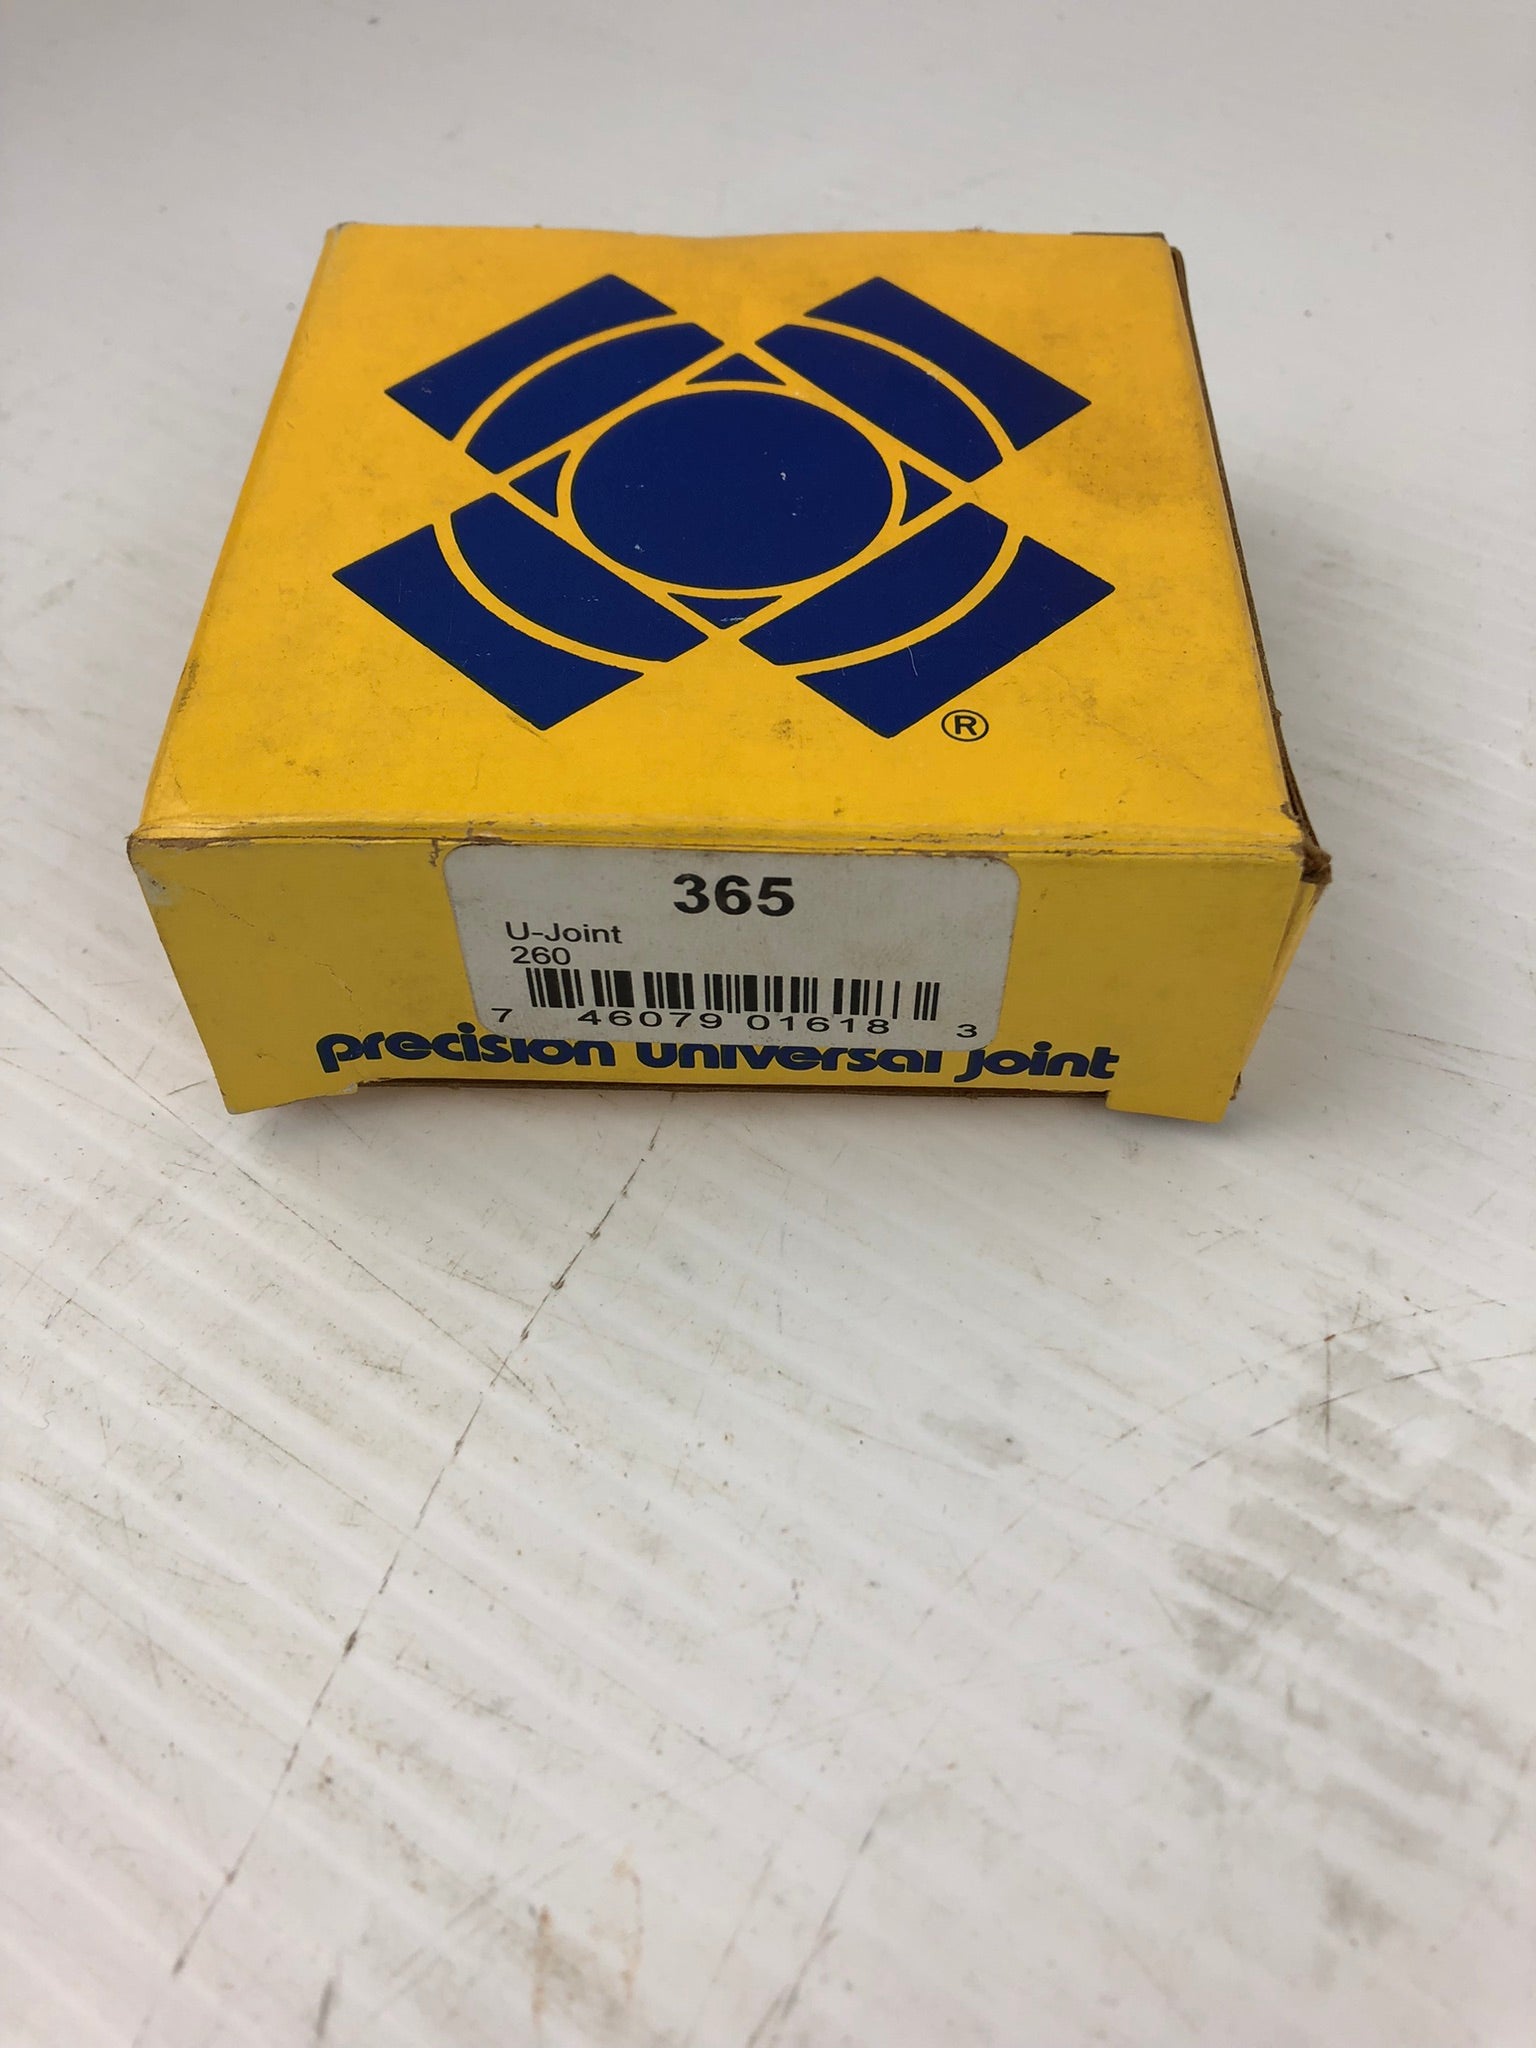 ®
365
U-Joint
260
7 46079 01618 3
precision universal joint